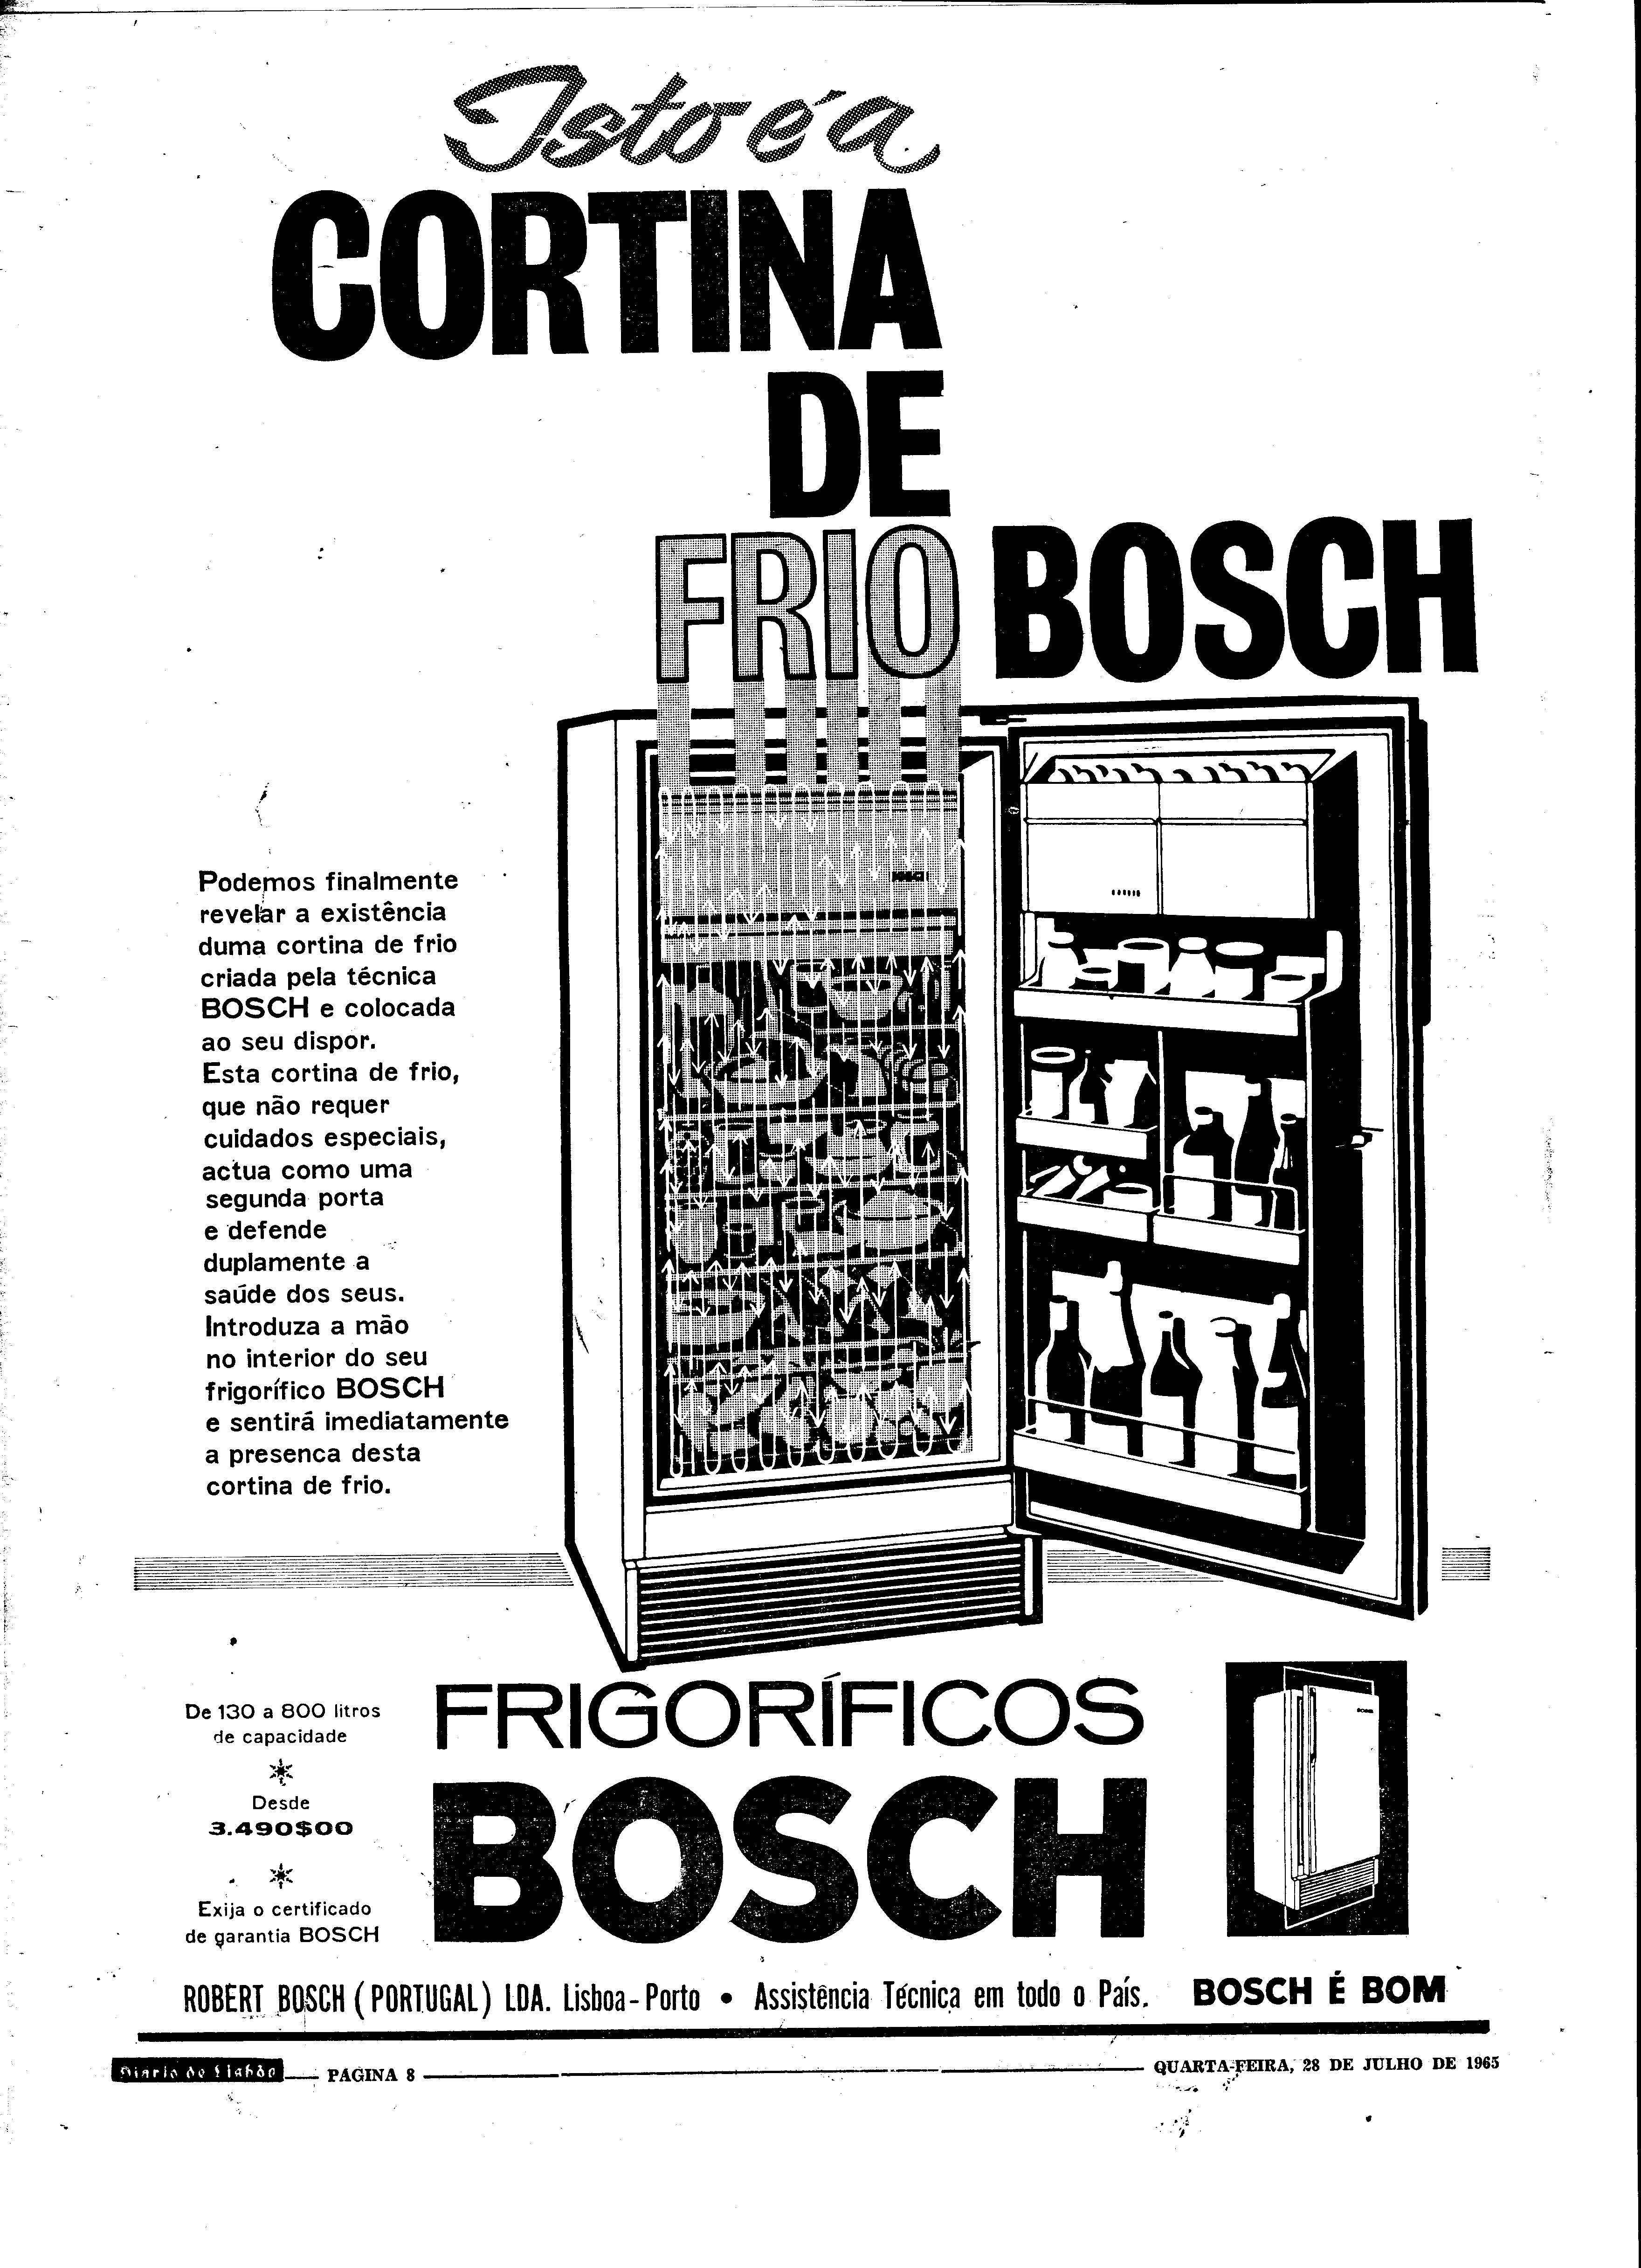 Isto é a
CORTINA
DE
FRIO BOSCH
Podemos finalmente
revelar a existência
duma cortina de frio
criada pela técnica
BOSCH e colocada
ao seu dispor.
Esta cortina de frio,
que não requer
cuidados especiais,
actua como uma
segunda porta
e defende
duplamente a
saúde dos seus.
Introduza a mão
no interior do seu
frigorífico BOSCH
e sentirá imediatamente
a presenca desta
cortina de frio.
De 130 a 800 litros
de capacidade
Desde
3.490$00
Exija o certificado
de garantia BOSCH
FRIGORÍFICOS
BOSCH
ROBERT BOSCH (PORTUGAL) LDA. Lisboa - Porto • Assistência Técnica em todo o País. BOSCH É BOM
Diario de Lisbôa — PAGINA 8 — QUARTA-FEIRA, 28 DE JULHO DE 1965